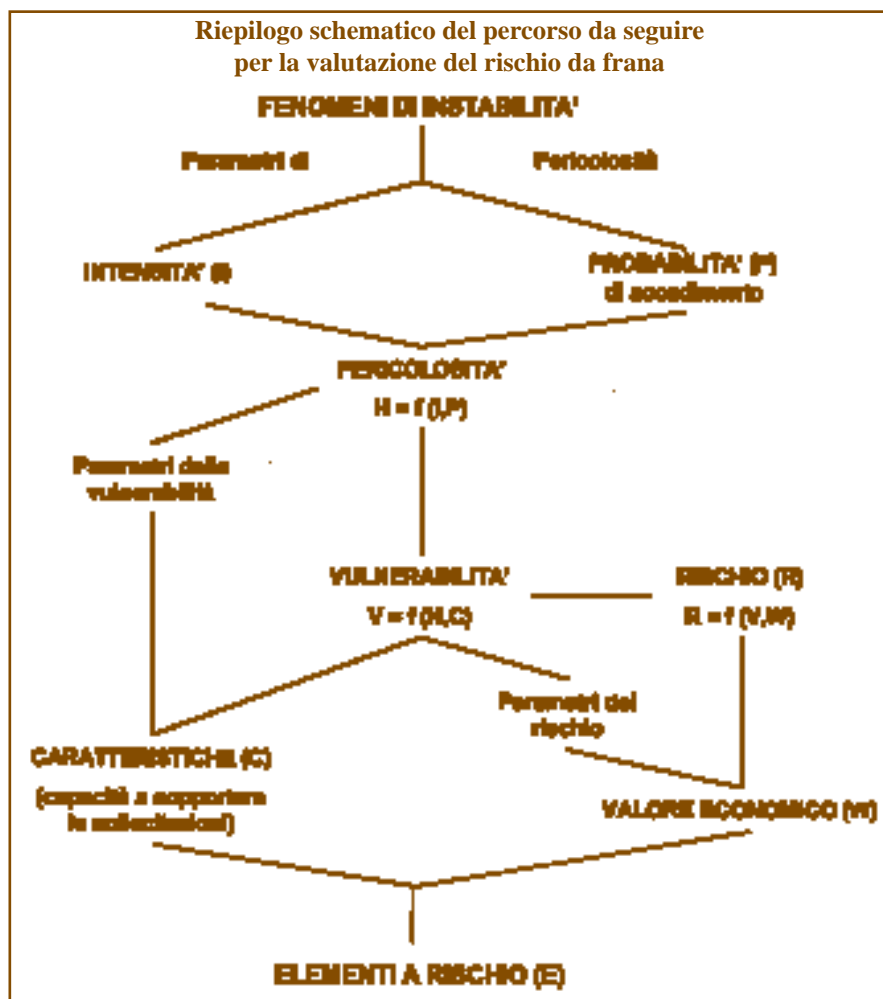 Riepilogo schematico del percorso da seguire
per la valutazione del rischio da frana
FENOMENI DI INSTABILITA'
Parametri di
Pericolosità
INTENSITA' (I)
PROBABILITA' (P)
di accadimento
PERICOLOSITA'
H = f (I,P)
Parametri della
vulnerabilità
VULNERABILITA'
V = f (H,C)
RISCHIO (R)
R = f (V,W)
Parametri del
rischio
CARATTERISTICHE (C)
(capacità a sopportare
le sollecitazioni)
VALORE ECONOMICO (W)
ELEMENTI A RISCHIO (E)